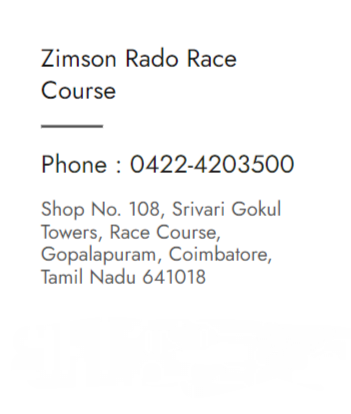 Zimson Rado Race
Course
Phone : 0422-4203500
Shop No. 108, Srivari Gokul
Towers, Race Course,
Gopalapuram, Coimbatore,
Tamil Nadu 641018